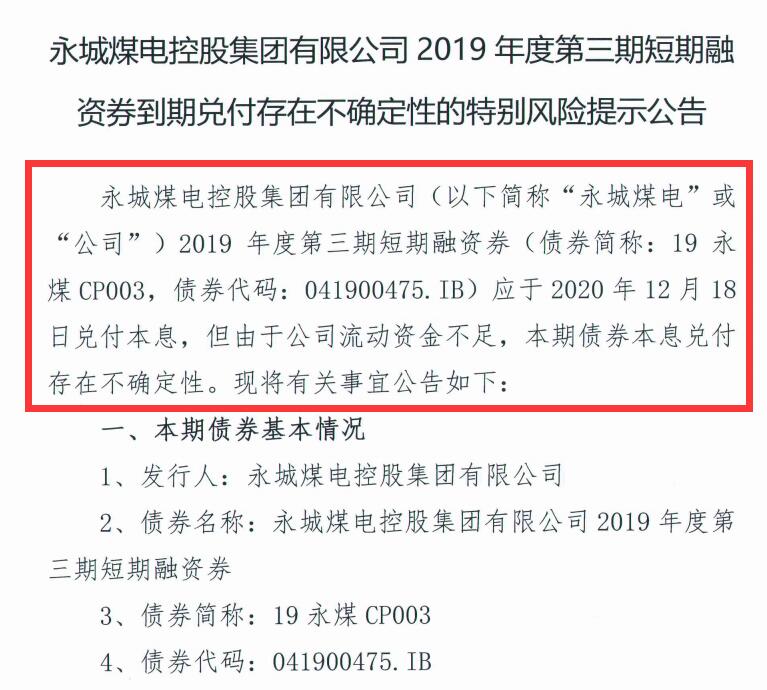 永城煤电控股集团有限公司 2019 年度第三期短期融
资券到期兑付存在不确定性的特别风险提示公告
永城煤电控股集团有限公司（以下简称“永城煤电”或
“公司”）2019 年度第三期短期融资券（债券简称：19 永
煤 CP003，债券代码：041900475.IB）应于 2020 年 12 月 18
日兑付本息，但由于公司流动资金不足，本期债券本息兑付
存在不确定性。现将有关事宜公告如下：
一、本期债券基本情况
1、发行人：永城煤电控股集团有限公司
2、债券名称：永城煤电控股集团有限公司 2019 年度第
三期短期融资券
3、债券简称：19 永煤 CP003
4、债券代码：041900475.IB